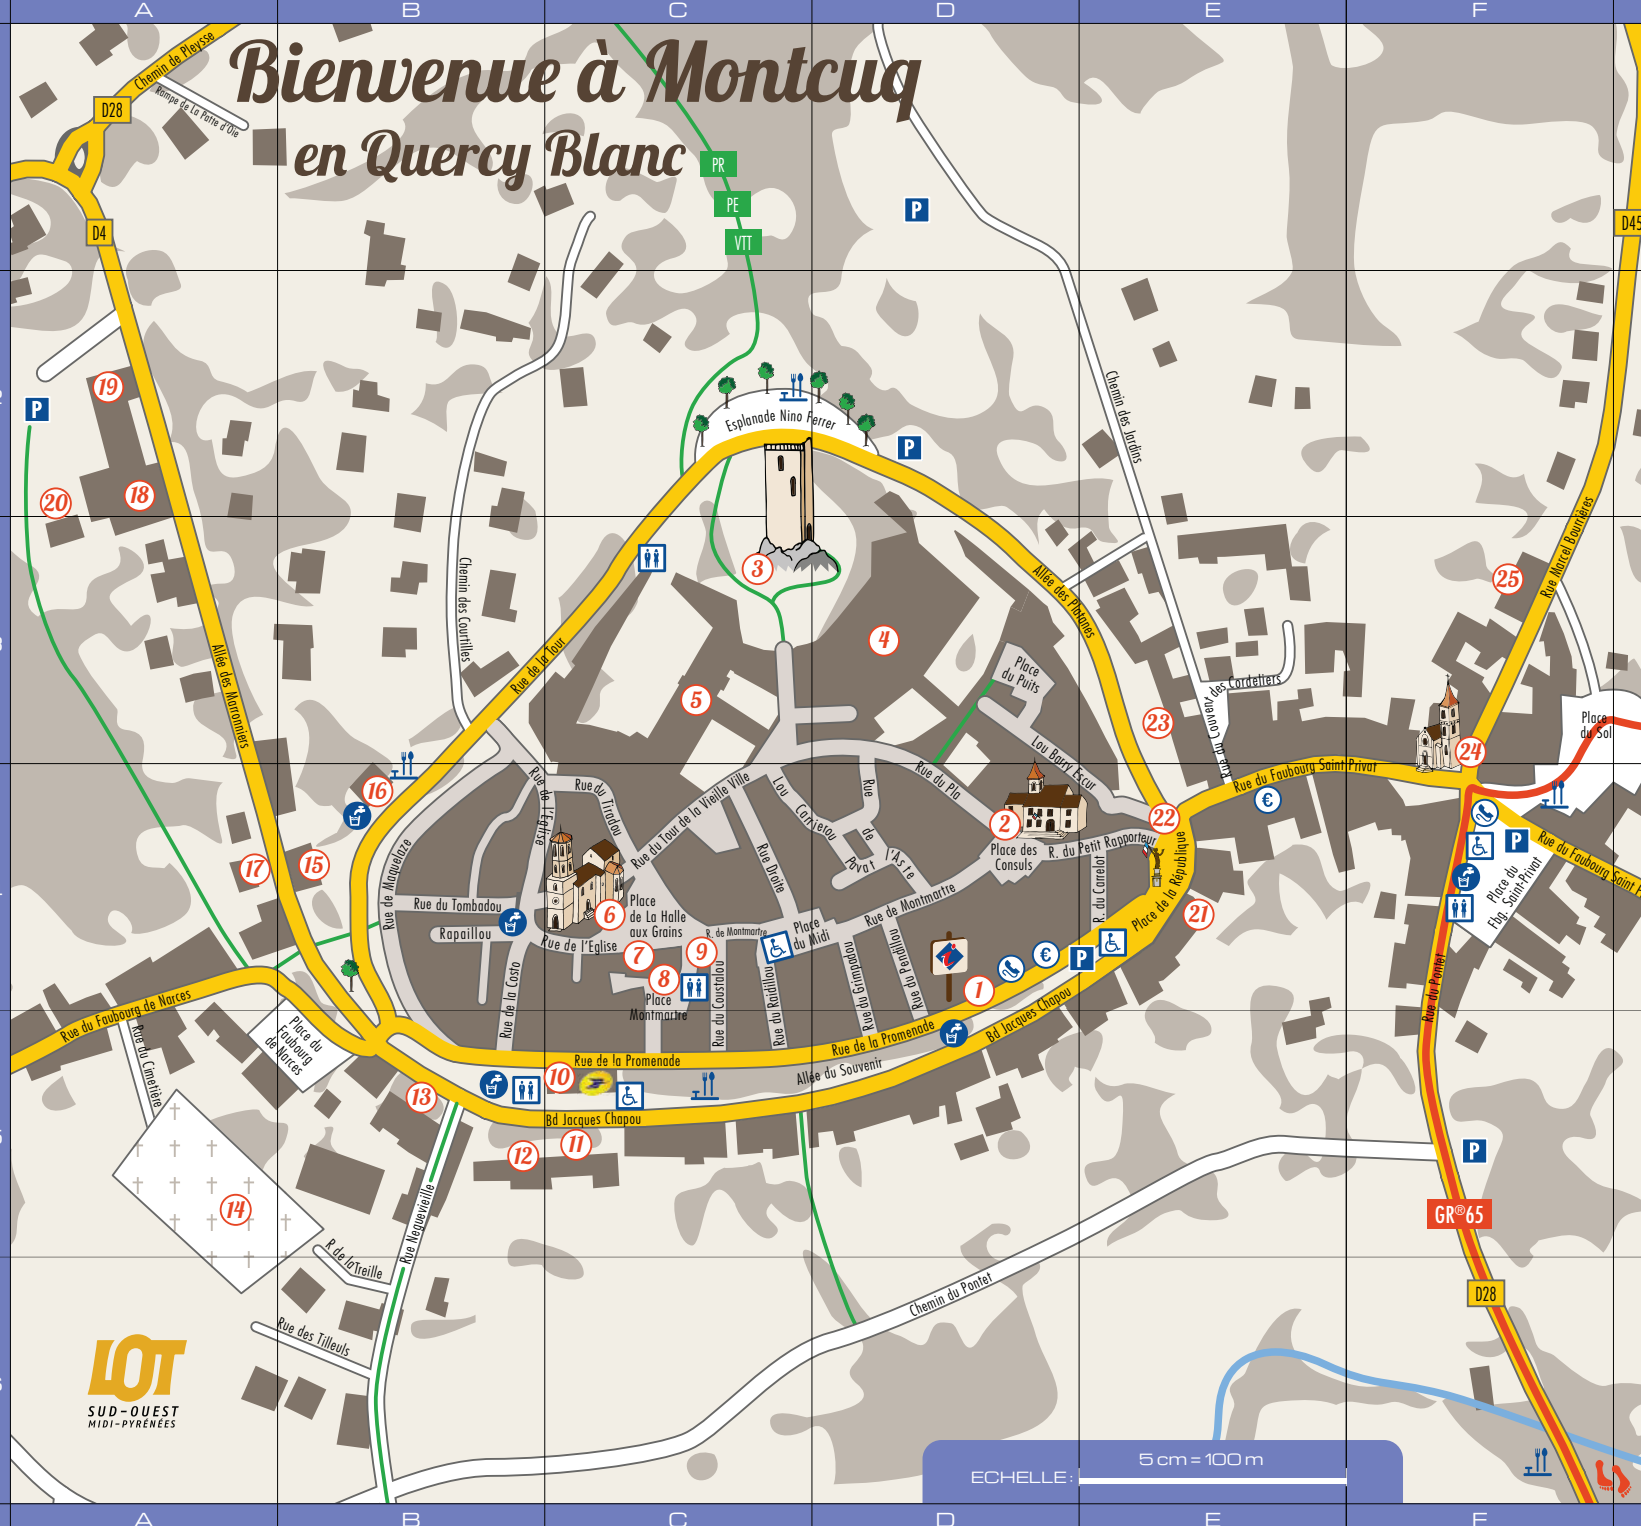 A B C D E F
Bienvenue à Montcuq
en Quercy Blanc
Chemin de Pleysse
Rampe de La Patte d'Oie
D28
D4
PR
PE
VTT
P
D45
P
19
18
20
Esplanade Nino Ferrer
P
Chemin des Jardins
3
4
5
Chemin des Courtilles
Allée des Marronniers
Rue de la Tour
Allée des Platanes
Place
du Puits
Lou Barry Escur
23
Rue du Couvent des Cordeliers
25
Rue Marcel Bourrières
24
Place
du Sol
Rue du Faubourg Saint Privat
€
16
15
17
Rue de Maquelaze
Rue de l'Eglise
Rue du Tiradou
Rue du Tour de la Vieille Ville
Lou Carrietou
Rue de l'Aste
Povat
Rue du Pla
2
Place des
Consuls
R. du Petit Rapporteur
22
R. du Carrelot
Place de la République
21
Rue du Tombadou
Rapaillou
Rue de l'Eglise
6
Place
de La Halle
aux Grains
7
8
9
R. de Montmartre
Rue Droite
Place
du Midi
Rue de Montmartre
Place
Montmartre
Rue de la Costo
Rue du Coustalou
Rue du Raidillou
Rue du Grimpadou
Rue du Pendillou
i
1
€
P
Bd Jacques Chapou
Rue du Faubourg Saint P
P
Place du
Fbg. Saint-Privat
Rue du Pontet
Rue du Faubourg de Narces
Rue du Cimetière
Place du
Faubourg
de Narces
Rue de la Promenade
Rue de la Promenade
Allée du Souvenir
10
13
Bd Jacques Chapou
11
12
14
P
GR®65
D28
Rue Neguevieille
R de la Treille
Rue des Tilleuls
Chemin du Pontet
LOT
SUD-OUEST
MIDI-PYRÉNÉES
5 cm = 100 m
ECHELLE :
A B C D E F